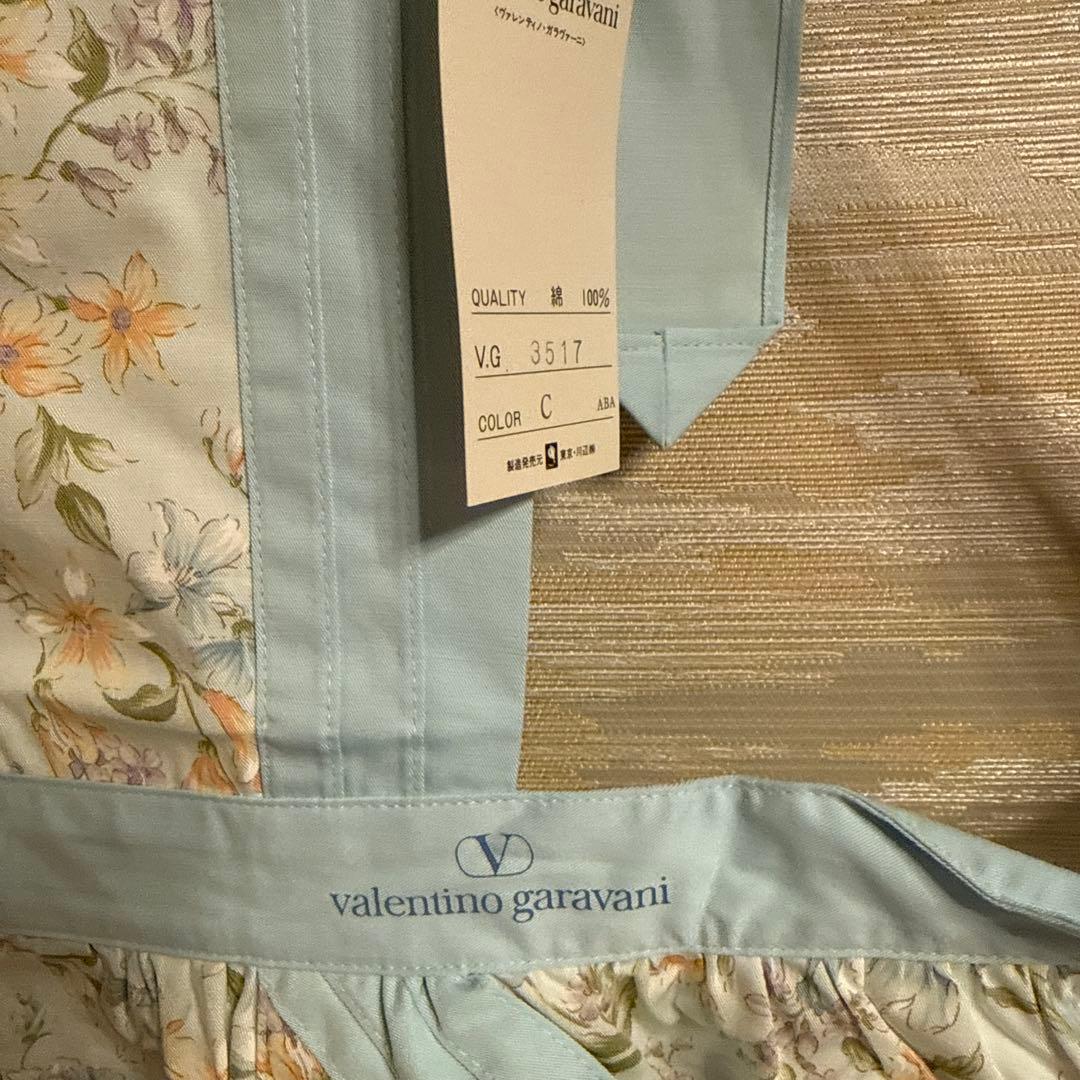 garavani
〈ヴァレンティノ・ガラヴァーニ〉
QUALITY 綿 100%
V.G. 3517
COLOR C ABA
製造発売元 東京・川辺㈱
V
valentino garavani